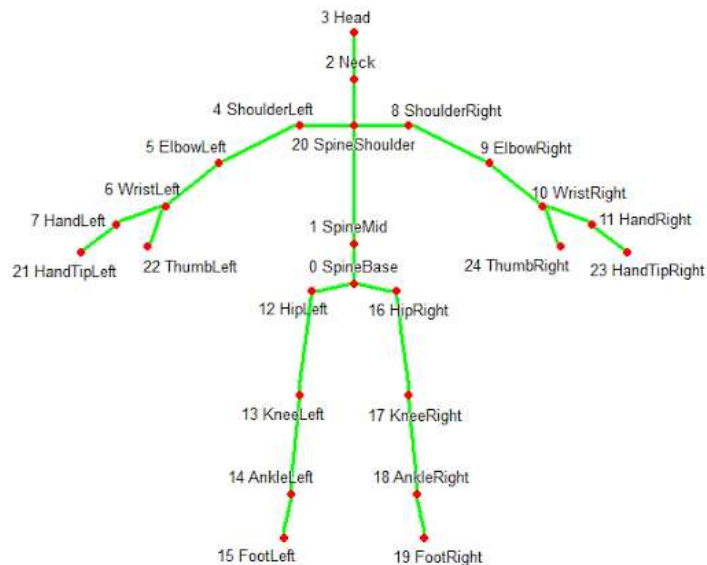 3 Head
2 Neck
4 ShoulderLeft
8 ShoulderRight
20 SpineShoulder
5 ElbowLeft
9 ElbowRight
6 WristLeft
10 WristRight
7 HandLeft
11 HandRight
1 SpineMid
21 HandTipLeft
22 ThumbLeft
0 SpineBase
24 ThumbRight
23 HandTipRight
12 HipLeft
16 HipRight
13 KneeLeft
17 KneeRight
14 AnkleLeft
18 AnkleRight
15 FootLeft
19 FootRight